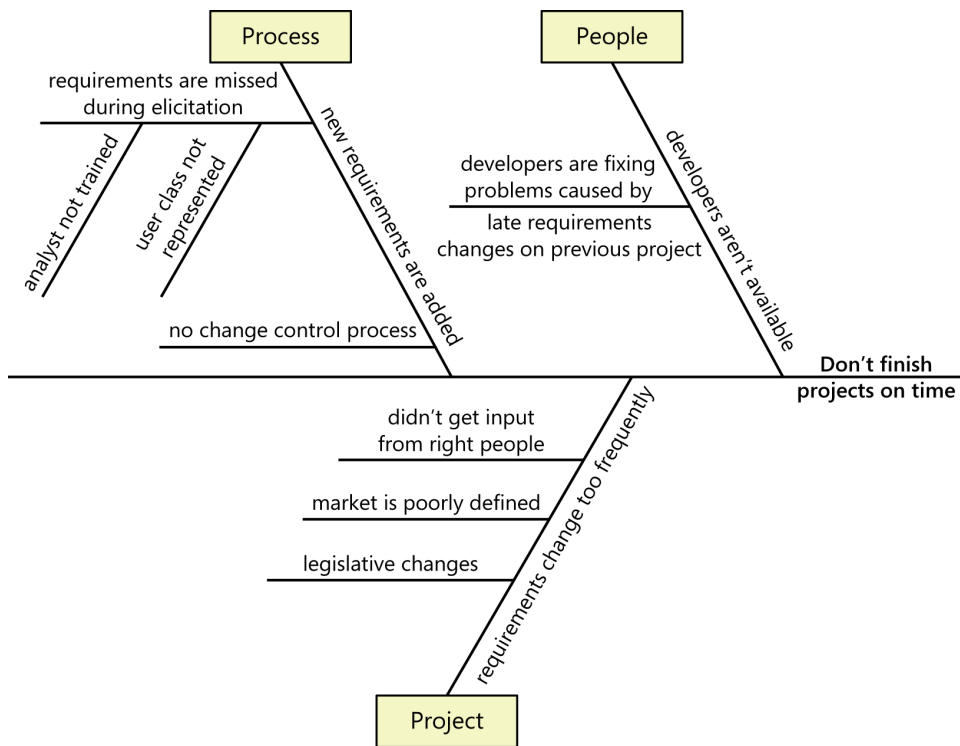 Process
People
requirements are missed
during elicitation
new requirements are added
analyst not trained
user class not
represented
no change control process
developers aren’t available
developers are fixing
problems caused by
late requirements
changes on previous project
Don’t finish
projects on time
didn’t get input
from right people
market is poorly defined
legislative changes
requirements change too frequently
Project